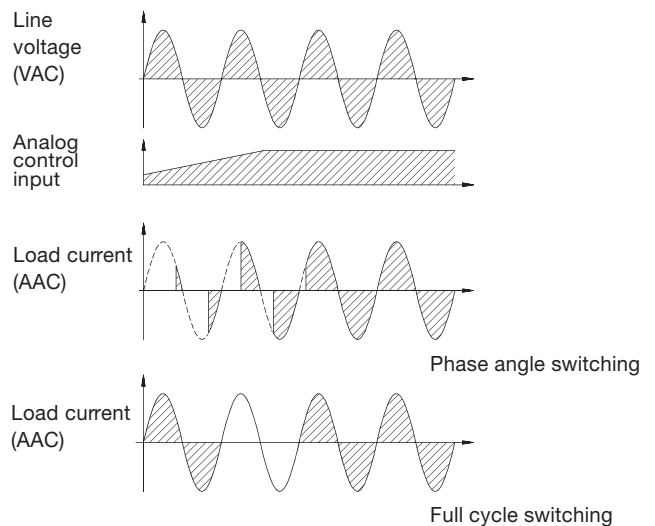 Line
voltage
(VAC)
Analog
control
input
Load current
(AAC)
Phase angle switching
Load current
(AAC)
Full cycle switching